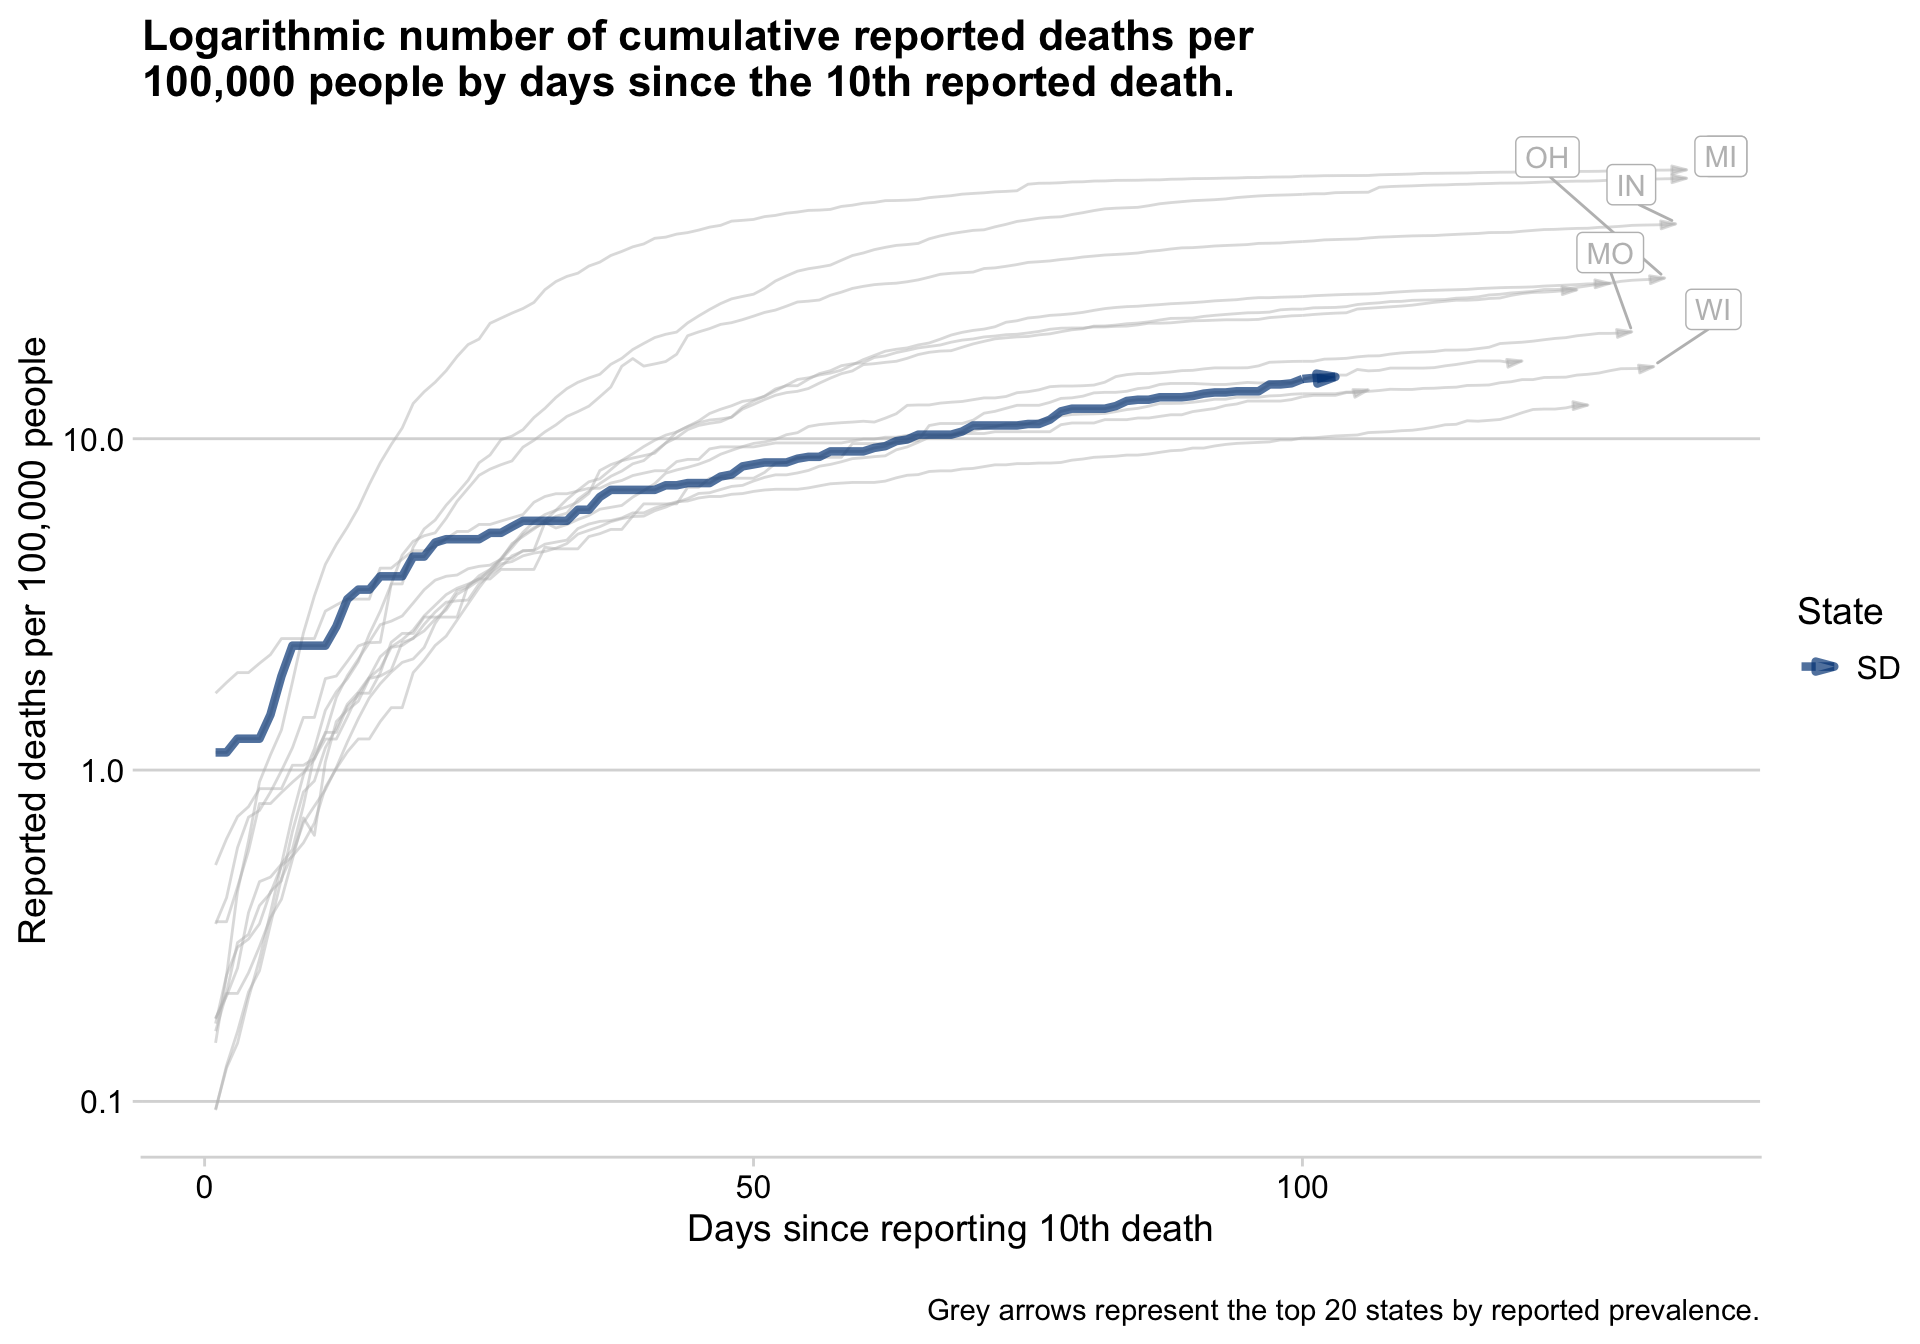 Logarithmic number of cumulative reported deaths per
100,000 people by days since the 10th reported death.
OH
MI
IN
MO
WI
Reported deaths per 100,000 people
10.0
1.0
0.1
State
SD
0
50
100
Days since reporting 10th death
Grey arrows represent the top 20 states by reported prevalence.